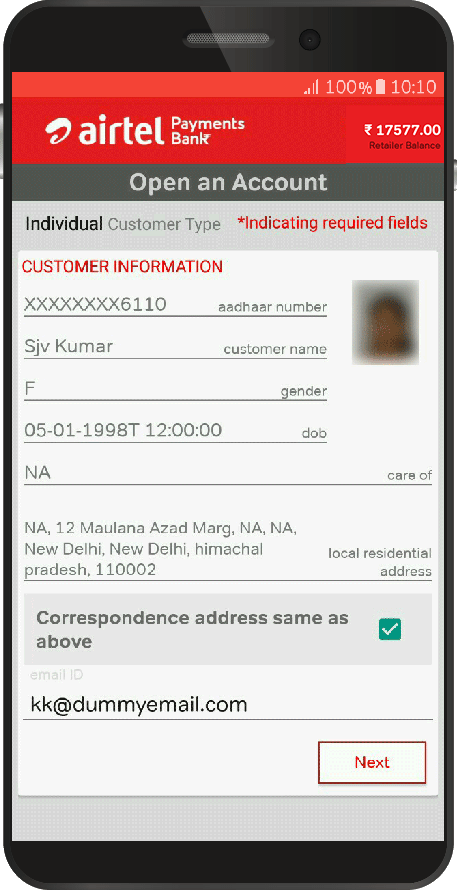 100% 10:10
airtel Payments Bank
₹ 17577.00
Retailer Balance
Open an Account
Individual Customer Type *Indicating required fields
CUSTOMER INFORMATION
XXXXXXXX6110 aadhaar number
Sjv Kumar customer name
F gender
05-01-1998T 12:00:00 dob
NA care of
NA, 12 Maulana Azad Marg, NA, NA,
New Delhi, New Delhi, himachal
pradesh, 110002
local residential
address
Correspondence address same as
above
email ID
kk@dummyemail.com
Next